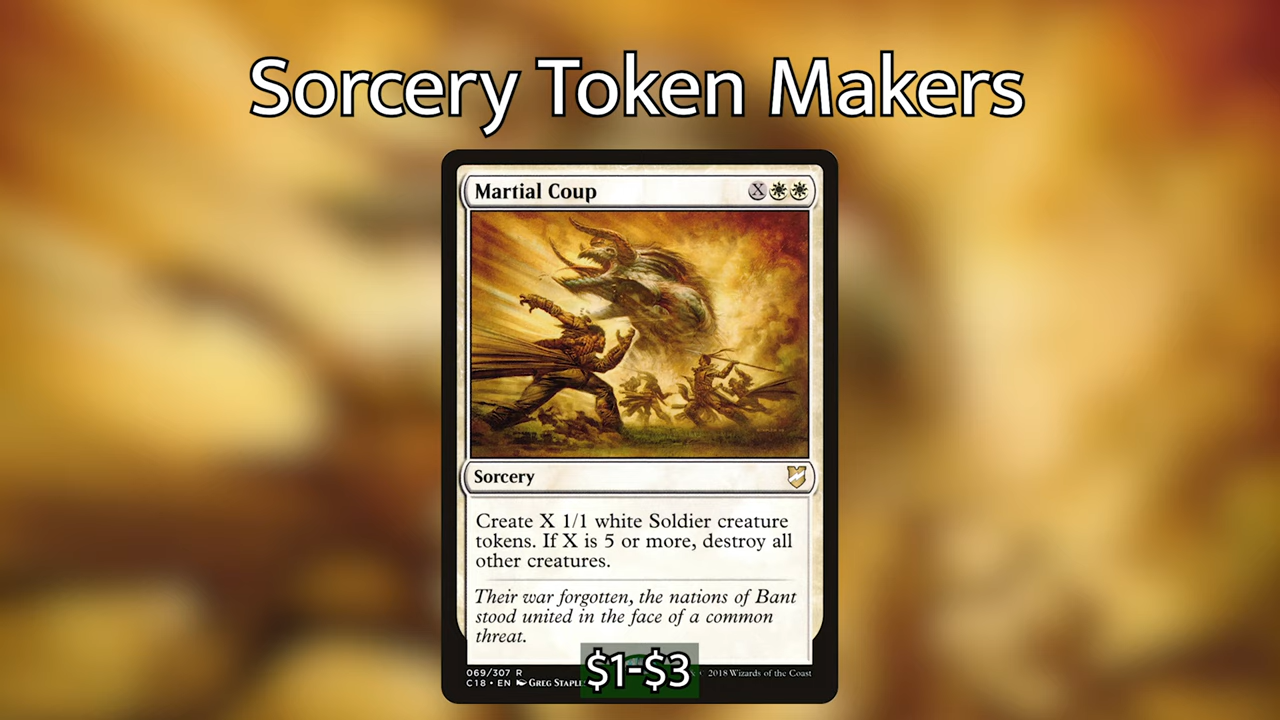 Sorcery Token Makers
Martial Coup X
Sorcery
Create X 1/1 white Soldier creature
tokens. If X is 5 or more, destroy all
other creatures.
Their war forgotten, the nations of Bant
stood united in the face of a common
threat.
$1-$3
069/307 R
C18 • EN GREG STAPL
2018 Wizards of the Coast